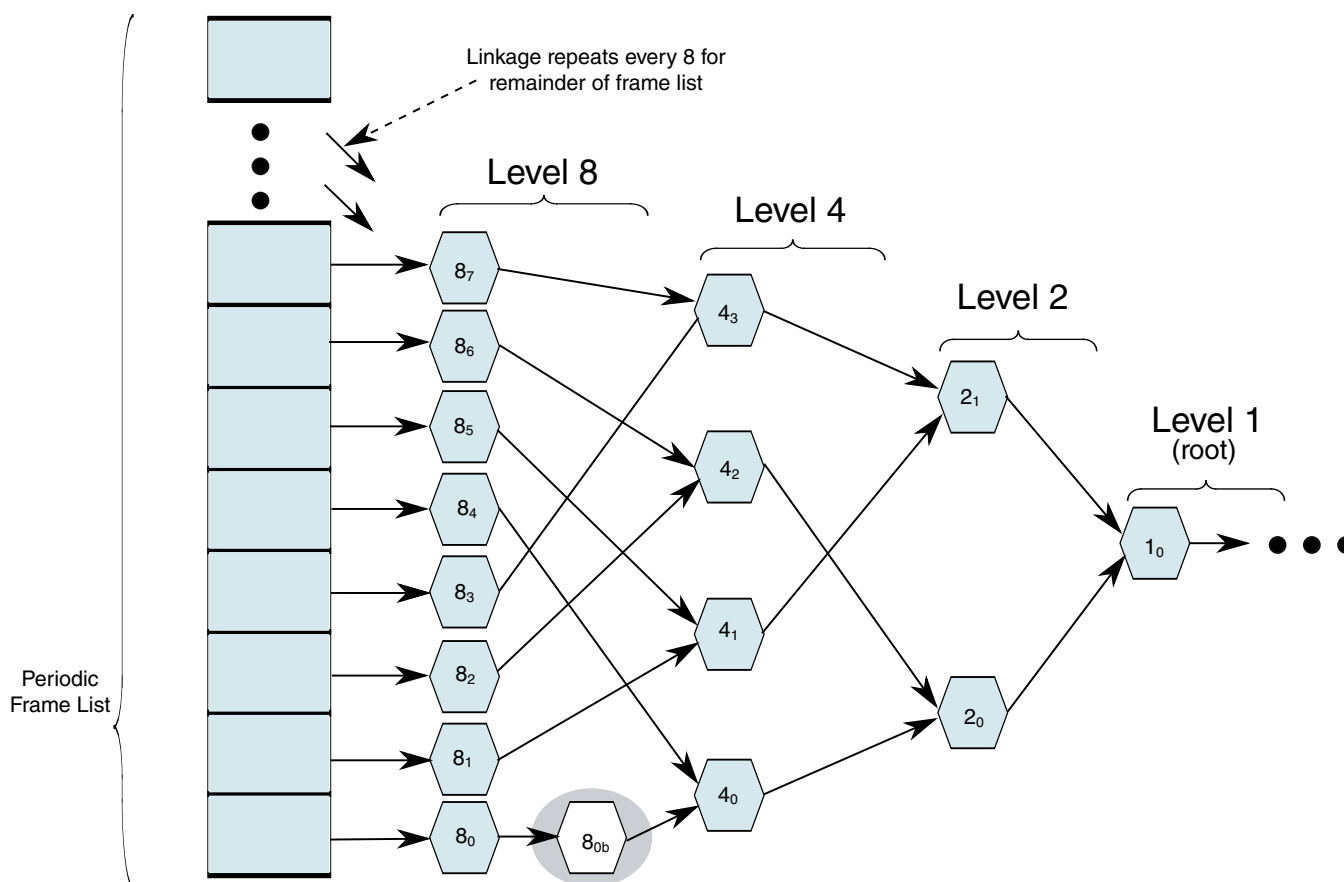 Linkage repeats every 8 for
remainder of frame list
Level 8
Level 4
Level 2
Level 1
(root)
8₇
8₆
8₅
8₄
8₃
8₂
8₁
8₀
8₀b
4₃
4₂
4₁
4₀
2₁
2₀
1₀
Periodic
Frame List